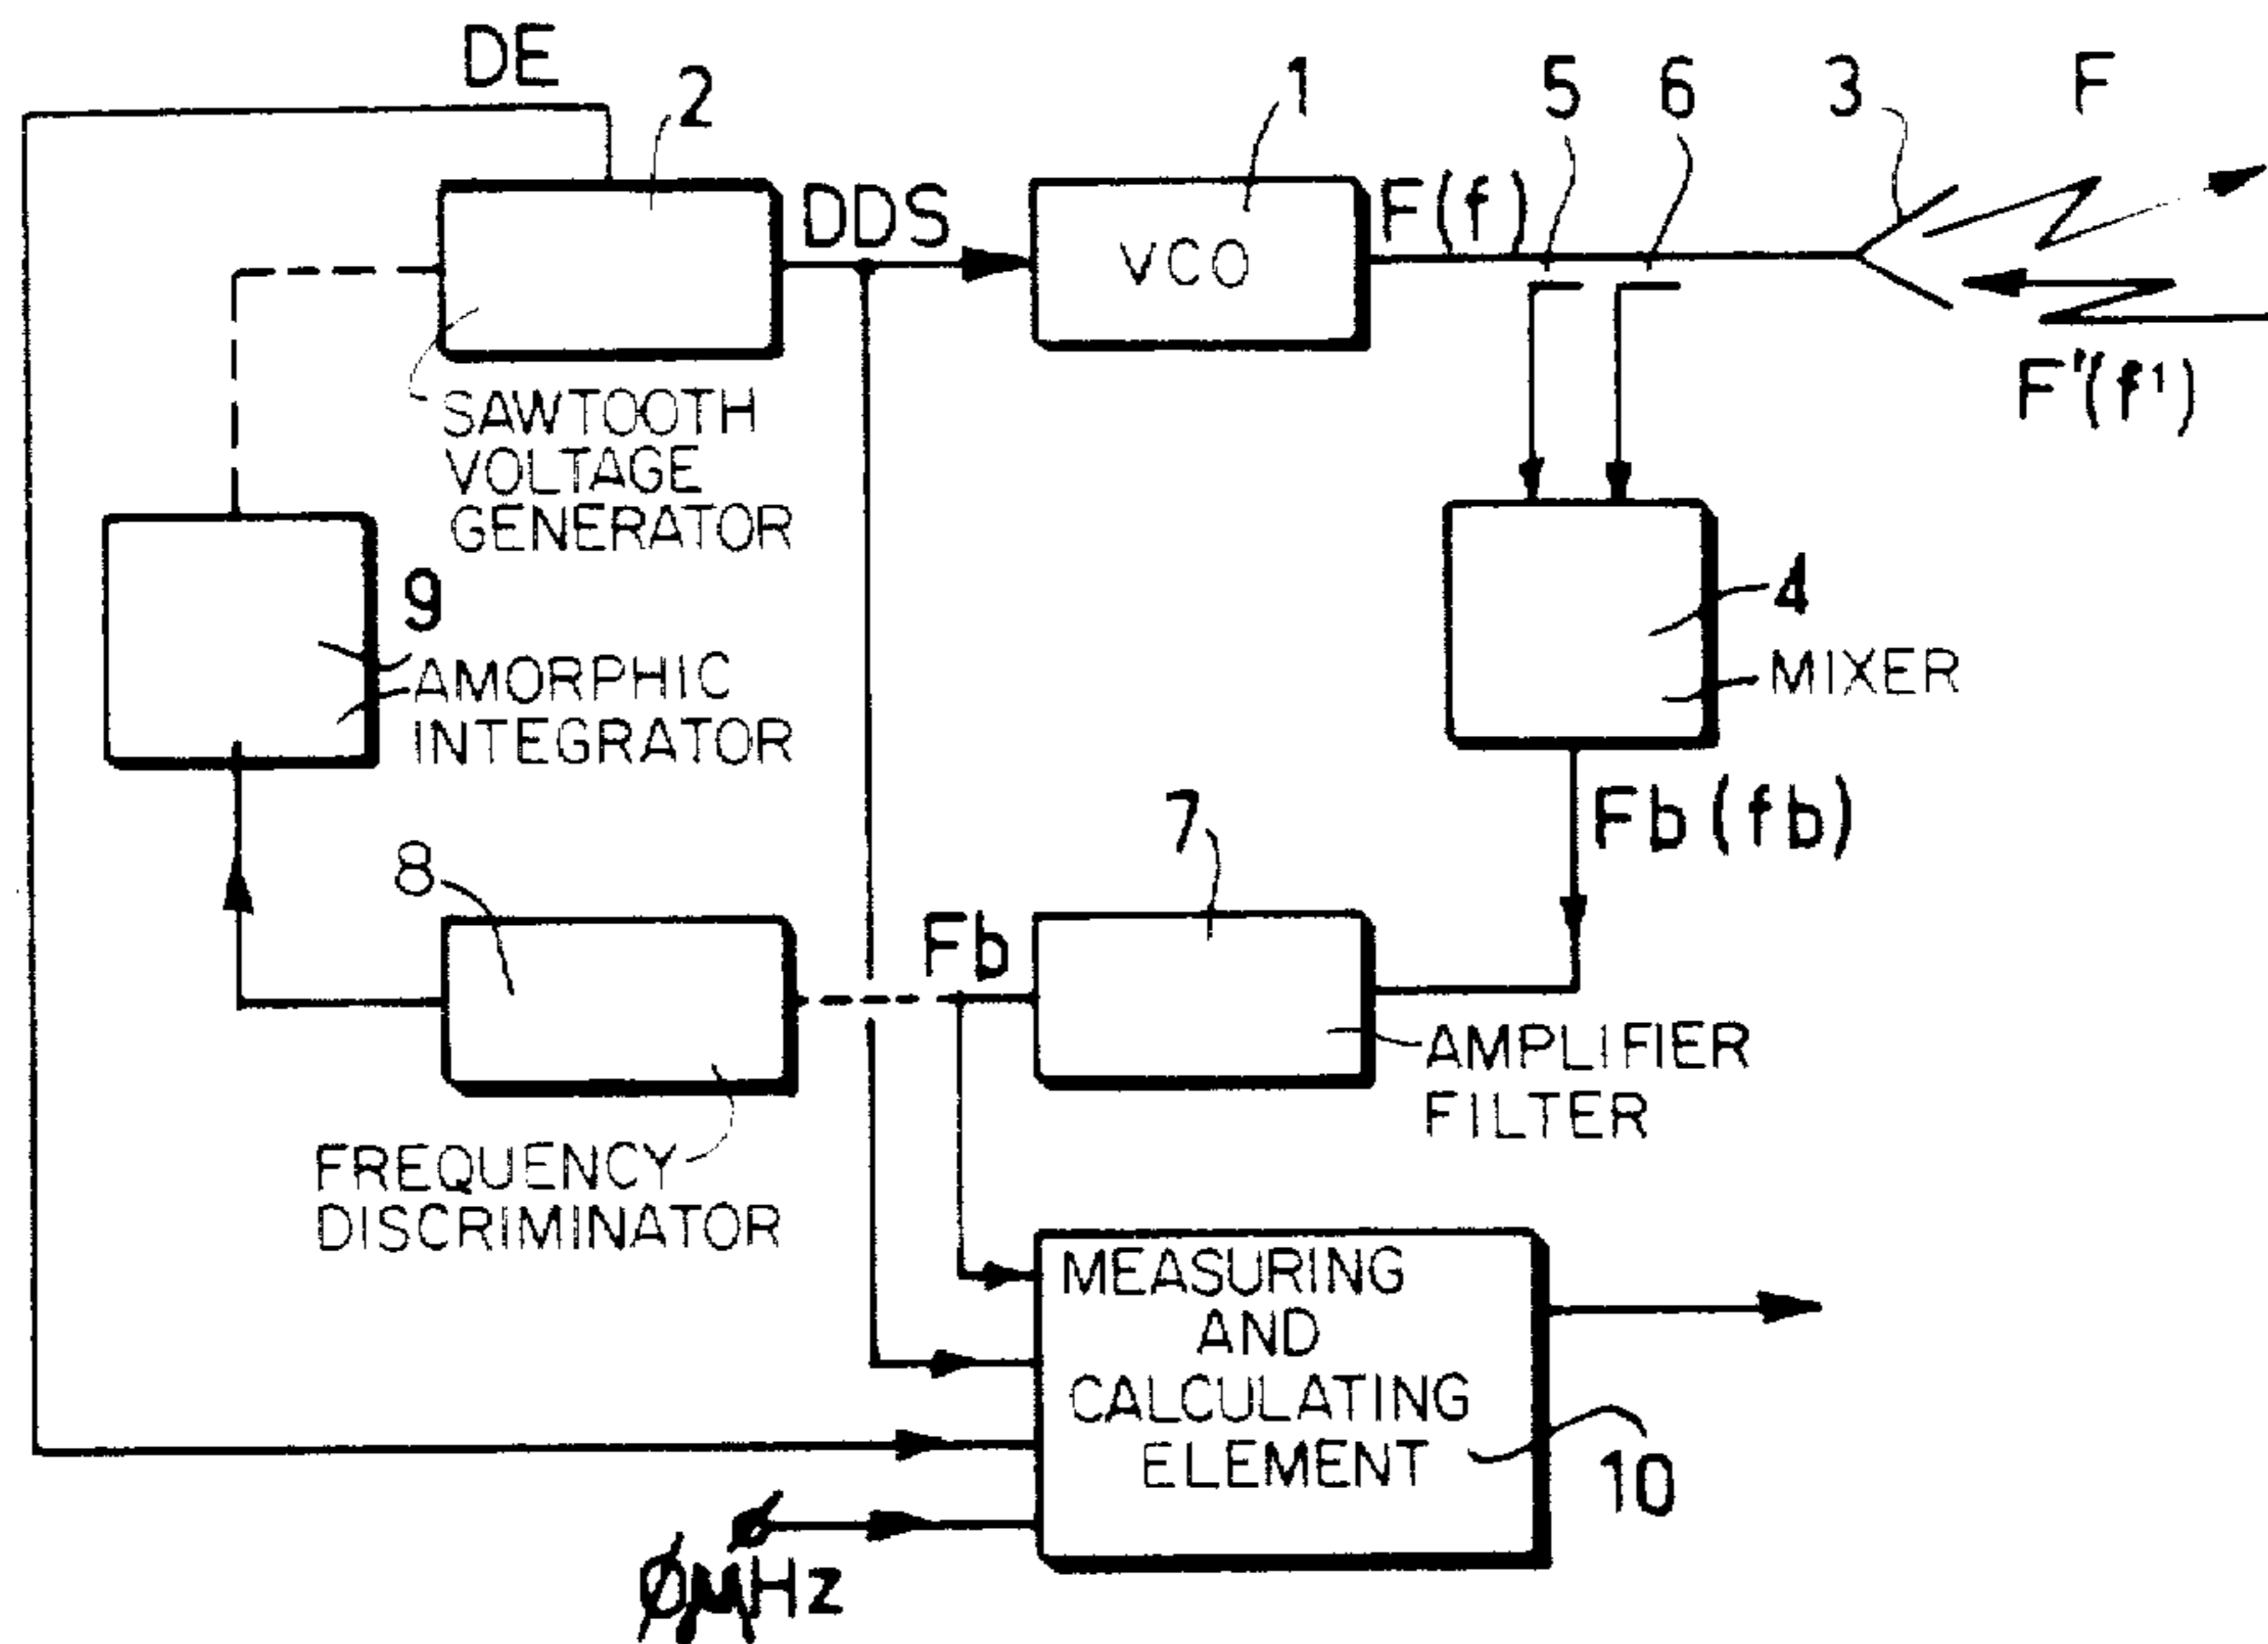 DE
2
1
5
6
3
F
DDS
F(f)
VCO
F"(f')
SAWTOOTH
VOLTAGE
GENERATOR
9
4
AMORPHIC
INTEGRATOR
MIXER
Fb(fb)
7
8
Fb
AMPLIFIER
FILTER
FREQUENCY
DISCRIMINATOR
MEASURING
AND
CALCULATING
ELEMENT
10
ØMHz